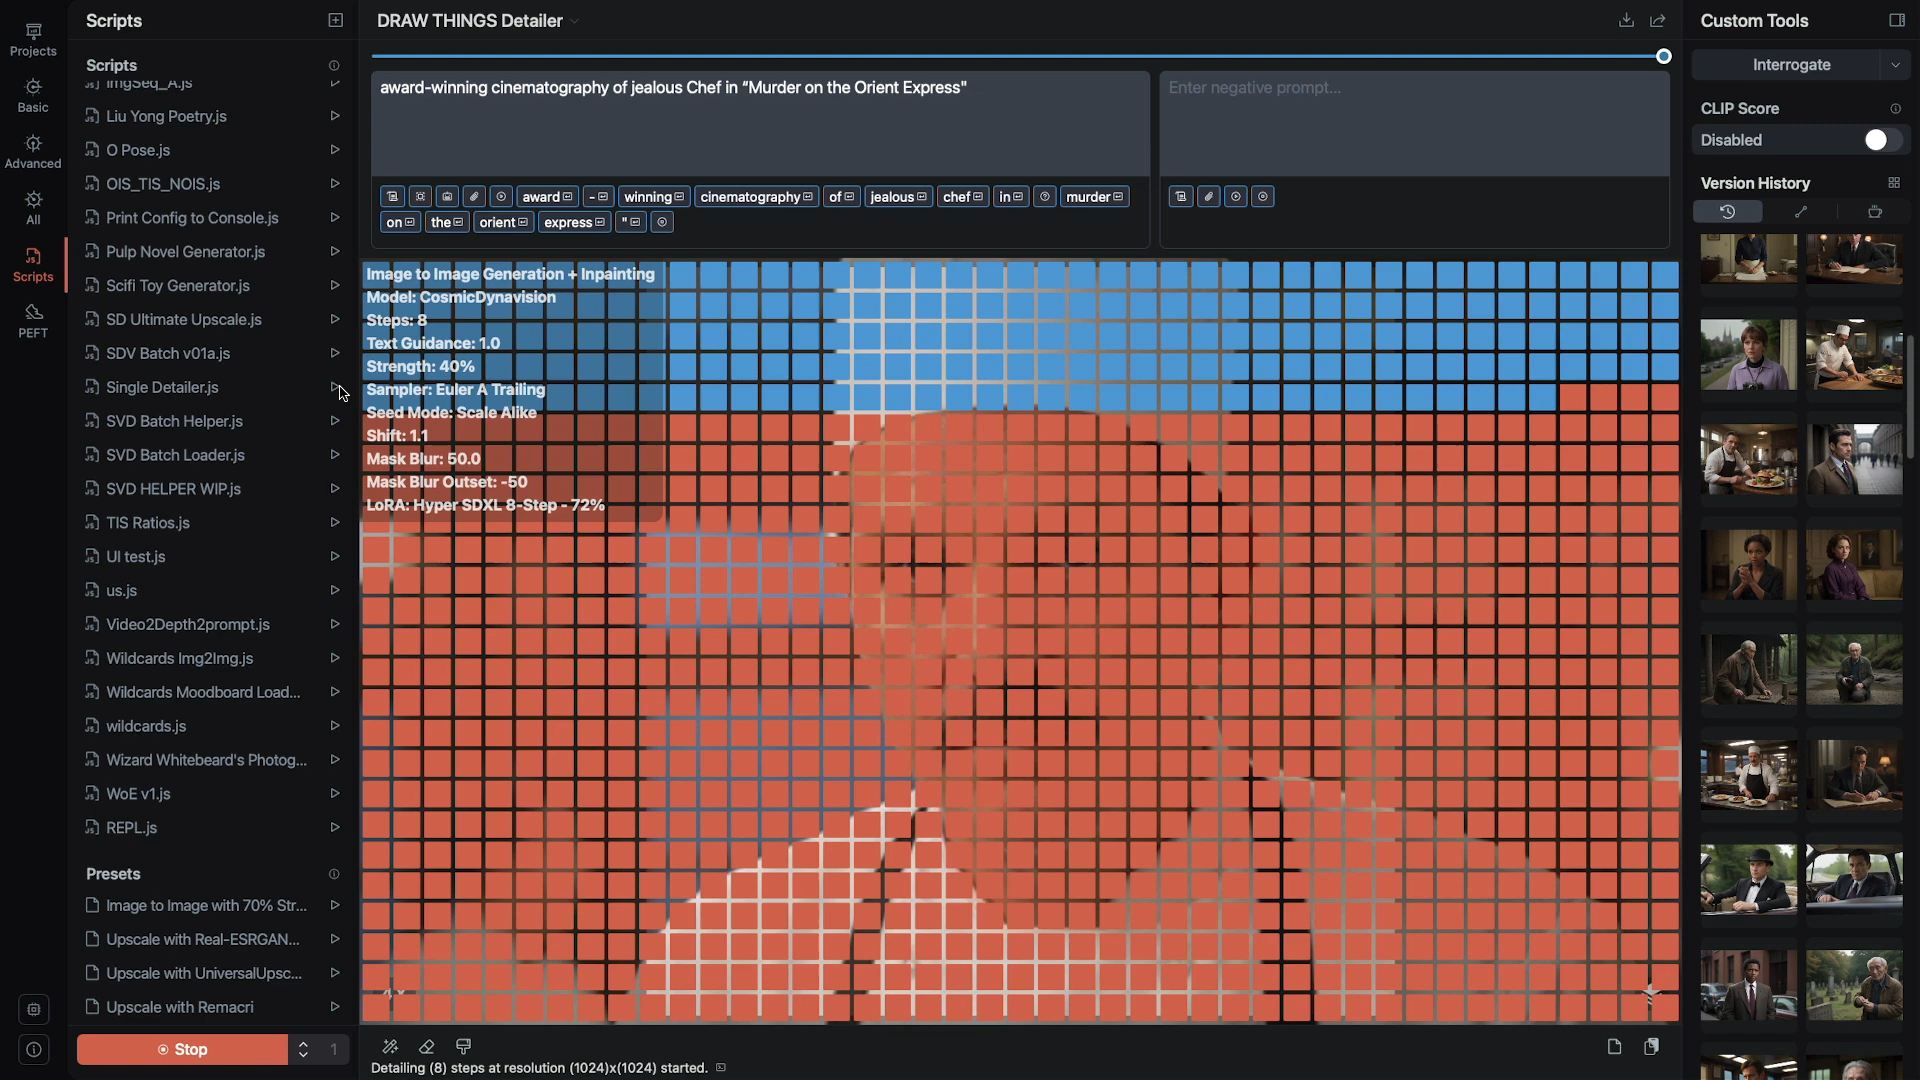 Projects
Basic
Advanced
All
Scripts
PEFT
Scripts
Scripts
ImgSeq_A.js
Liu Yong Poetry.js
O Pose.js
OIS_TIS_NOIS.js
Print Config to Console.js
Pulp Novel Generator.js
Scifi Toy Generator.js
SD Ultimate Upscale.js
SDV Batch v01a.js
Single Detailer.js
SVD Batch Helper.js
SVD Batch Loader.js
SVD HELPER WIP.js
TIS Ratios.js
UI test.js
us.js
Video2Depth2prompt.js
Wildcards Img2Img.js
Wildcards Moodboard Load...
wildcards.js
Wizard Whitebeard's Photog...
WoE v1.js
REPL.js
Presets
Image to Image with 70% Str...
Upscale with Real-ESRGAN...
Upscale with UniversalUpsc...
Upscale with Remacri
Stop
1
DRAW THINGS Detailer
award-winning cinematography of jealous Chef in “Murder on the Orient Express"
Enter negative prompt...
award - winning cinematography of jealous chef in murder
on the orient express "
Image to Image Generation + Inpainting
Model: CosmicDynavision
Steps: 8
Text Guidance: 1.0
Strength: 40%
Sampler: Euler A Trailing
Seed Mode: Scale Alike
Shift: 1.1
Mask Blur: 50.0
Mask Blur Outset: -50
LoRA: Hyper SDXL 8-Step - 72%
Detailing (8) steps at resolution (1024)x(1024) started.
Custom Tools
Interrogate
CLIP Score
Disabled
Version History